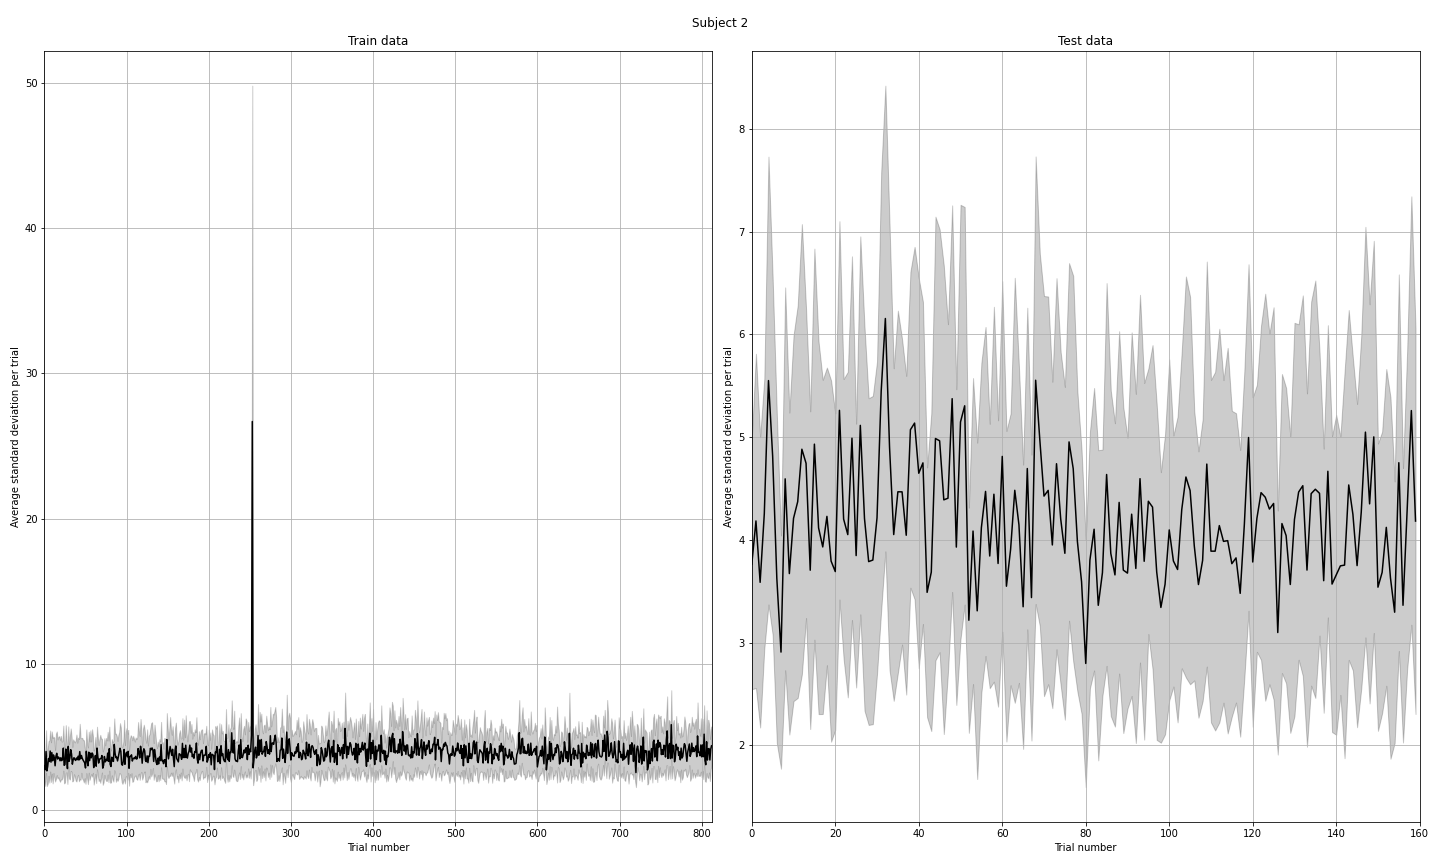 Subject 2
Train data
Average standard deviation per trial
50
40
30
20
10
0
0 100 200 300 400 500 600 700 800
Trial number
Test data
Average standard deviation per trial
8
7
6
5
4
3
2
0 20 40 60 80 100 120 140 160
Trial number